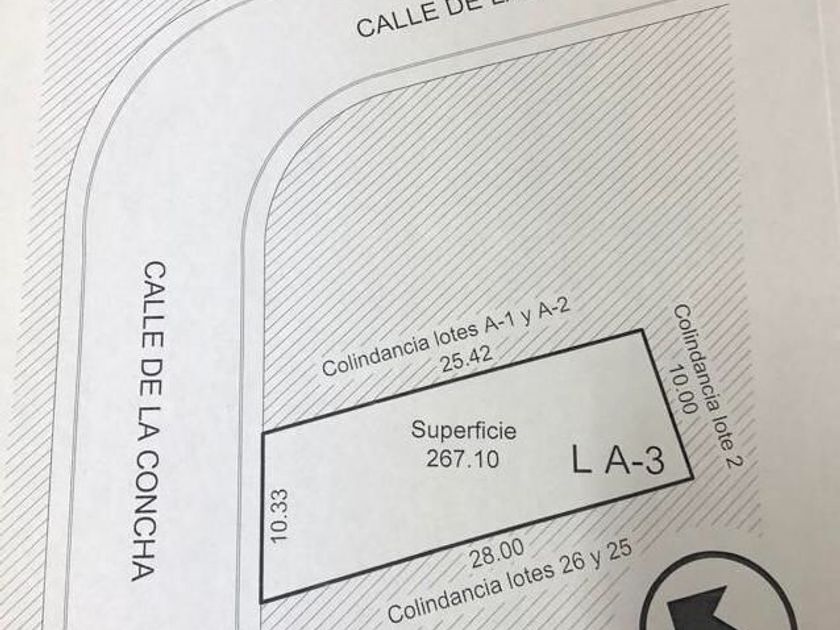 CALLE DE LA
CALLE DE LA CONCHA
Colindancia lotes A-1 y A-2
25.42
Colindancia lote 2
10.00
Superficie
267.10
L A-3
10.33
28.00
Colindancia lotes 26 y 25